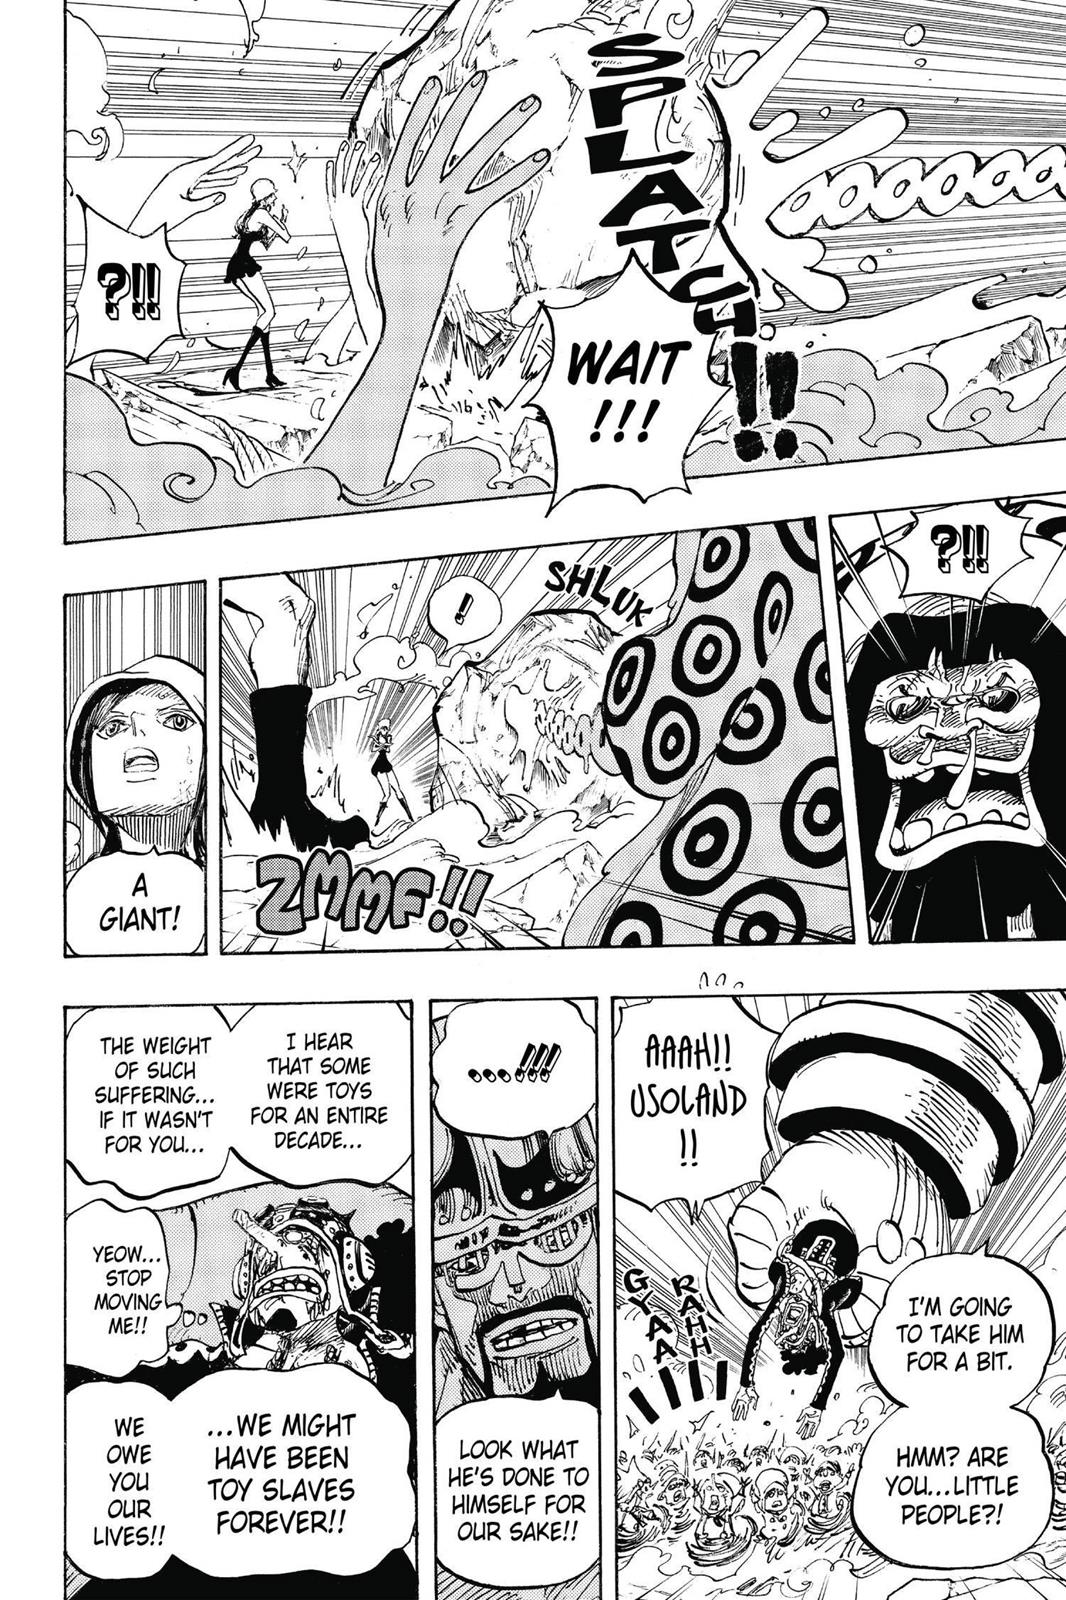 SPLATCH!!
WAIT
!!!
?!!
?!!
SHLUK
!
ZMMF!!
A
GIANT!
AAAH!!
USOLAND
!!
GYAA!!
RAHH!!
I'M GOING
TO TAKE HIM
FOR A BIT.
HMM? ARE
YOU...LITTLE
PEOPLE?!
...!!!
LOOK WHAT
HE'S DONE TO
HIMSELF FOR
OUR SAKE!!
I HEAR
THAT SOME
WERE TOYS
FOR AN ENTIRE
DECADE...
THE WEIGHT
OF SUCH
SUFFERING...
IF IT WASN'T
FOR YOU...
YEOW...
STOP
MOVING
ME!!
...WE MIGHT
HAVE BEEN
TOY SLAVES
FOREVER!!
WE
OWE
YOU
OUR
LIVES!!